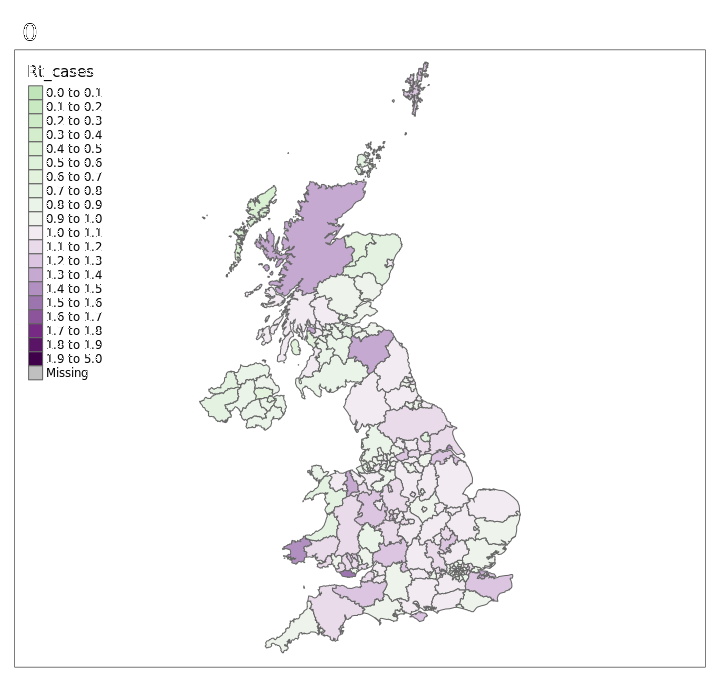 0
Rt_cases
0.0 to 0.1
0.1 to 0.2
0.2 to 0.3
0.3 to 0.4
0.4 to 0.5
0.5 to 0.6
0.6 to 0.7
0.7 to 0.8
0.8 to 0.9
0.9 to 1.0
1.0 to 1.1
1.1 to 1.2
1.2 to 1.3
1.3 to 1.4
1.4 to 1.5
1.5 to 1.6
1.6 to 1.7
1.7 to 1.8
1.8 to 1.9
1.9 to 5.0
Missing